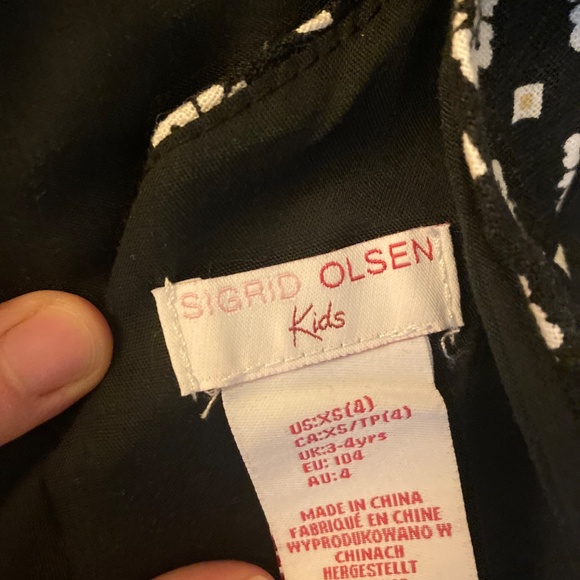 SIGRID OLSEN
Kids
US:XS(4)
CA:XS/TP(4)
UK:3-4yrs
EU: 104
AU: 4
MADE IN CHINA
FABRIQUÉ EN CHINE
WYPRODUKOWANO W
CHINACH
HERGESTELLT